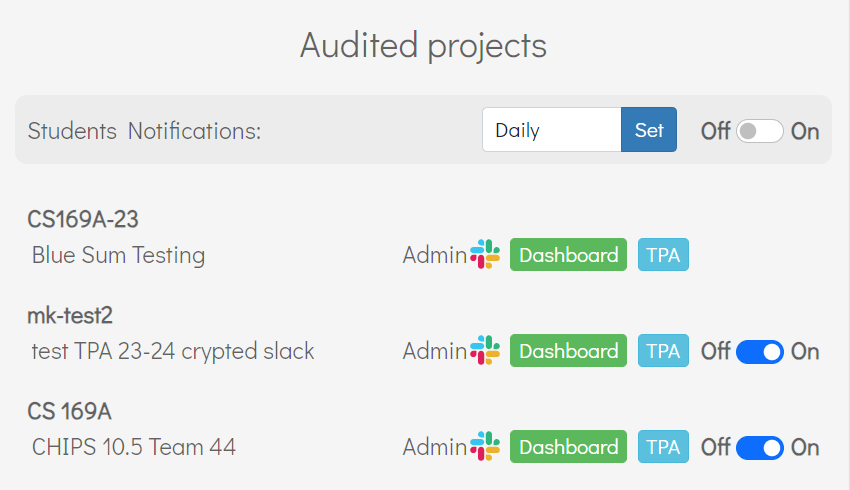 Audited projects
Students Notifications: Daily Set Off On
CS169A-23
Blue Sum Testing Admin Dashboard TPA
mk-test2
test TPA 23-24 crypted slack Admin Dashboard TPA Off On
CS 169A
CHIPS 10.5 Team 44 Admin Dashboard TPA Off On